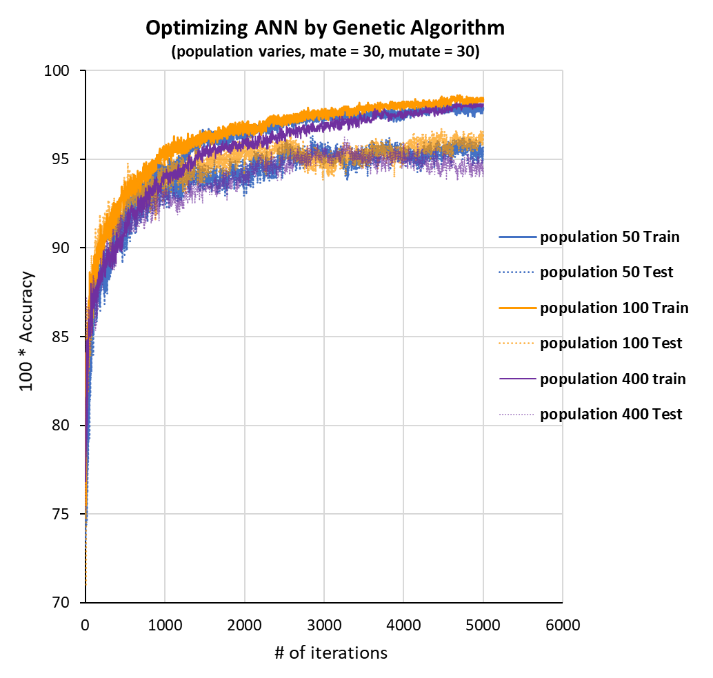 Optimizing ANN by Genetic Algorithm
(population varies, mate = 30, mutate = 30)
100
95
90
85
80
75
70
100 * Accuracy
0 1000 2000 3000 4000 5000 6000
# of iterations
population 50 Train
population 50 Test
population 100 Train
population 100 Test
population 400 train
population 400 Test